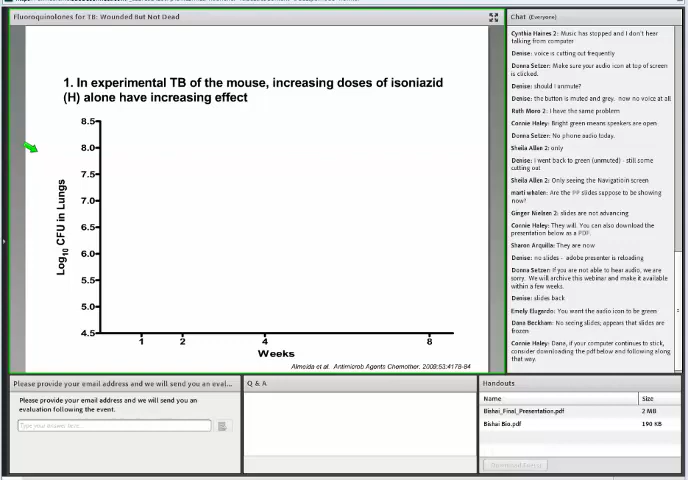 Fluoroquinolones for TB: Wounded But Not Dead
1. In experimental TB of the mouse, increasing doses of isoniazid
(H) alone have increasing effect
8.5
8.0
7.5
7.0
6.5
6.0
5.5
5.0
4.5
Log10 CFU in Lungs
1 2 4 8
Weeks
Almeida et al. Antimicrob Agents Chemother. 2009;53:4178-84
Chat (Everyone)
Cynthia Haines 2: Music has stopped and I don't hear
talking from computer
Denise: voice is cutting out frequently
Donna Setzer: Make sure your audio icon at top of screen
is clicked.
Denise: should I unmute?
Denise: the button is muted and grey. now no voice at all
Ruth Moro 2: I have the same problem
Connie Haley: Bright green means speakers are open
Donna Setzer: No phone audio today.
Sheila Allen 2: only
Denise: I went back to green (unmuted) - still some
cutting out
Sheila Allen 2: Only seeing the Navigatioin screen
marti whalen: Are the PP slides suppose to be showing
now?
Ginger Nielsen 2: slides are not advancing
Connie Haley: They will. You can also download the
presentation below as a PDF.
Sharon Arquilla: They are now
Denise: no slides - adobe presenter is reloading
Donna Setzer: If you are not able to hear audio, we are
sorry. We will archive this webinar and make it available
within a few weeks.
Denise: slides back
Emely Elugardo: You want the audio icon to be green
Dana Beckham: No seeing slides; appears that slides are
frozen
Connie Haley: Dana, if your computer continues to stick,
consider downloading the pdf below and following along
that way.
Please provide your email address and we will send you an eval...
Please provide your email address and we will send you an
evaluation following the event.
Type your answer here...
Q & A
Handouts
Name Size
Bishai_Final_Presentation.pdf 2 MB
Bishai Bio.pdf 190 KB
Download File(s)